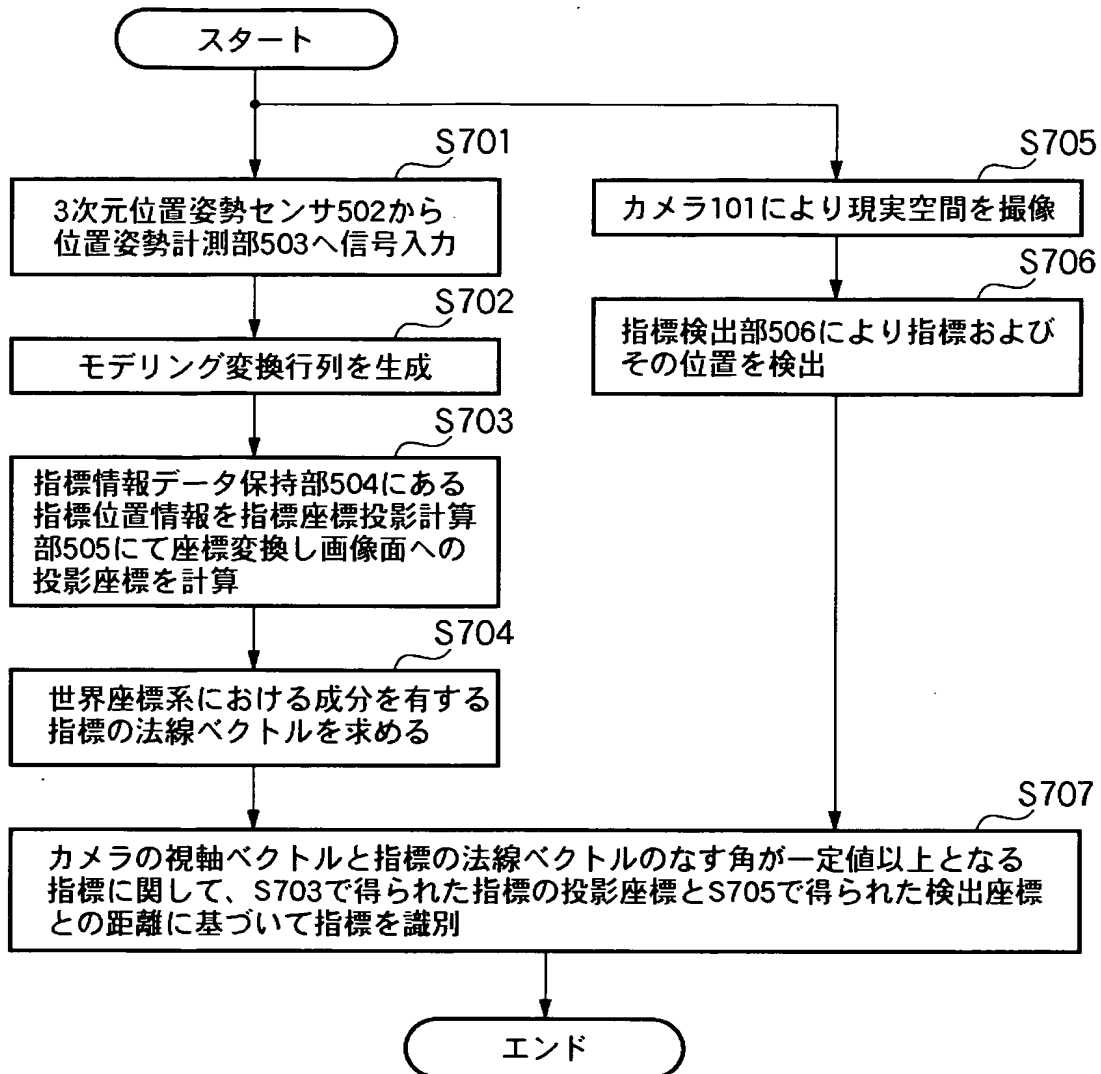 スタート
S701
3次元位置姿勢センサ502から
位置姿勢計測部503へ信号入力
S702
モデリング変換行列を生成
S703
指標情報データ保持部504にある
指標位置情報を指標座標投影計算
部505にて座標変換し画像面への
投影座標を計算
S704
世界座標系における成分を有する
指標の法線ベクトルを求める
S705
カメラ101により現実空間を撮像
S706
指標検出部506により指標および
その位置を検出
S707
カメラの視軸ベクトルと指標の法線ベクトルのなす角が一定値以上となる
指標に関して、S703で得られた指標の投影座標とS705で得られた検出座標
との距離に基づいて指標を識別
エンド